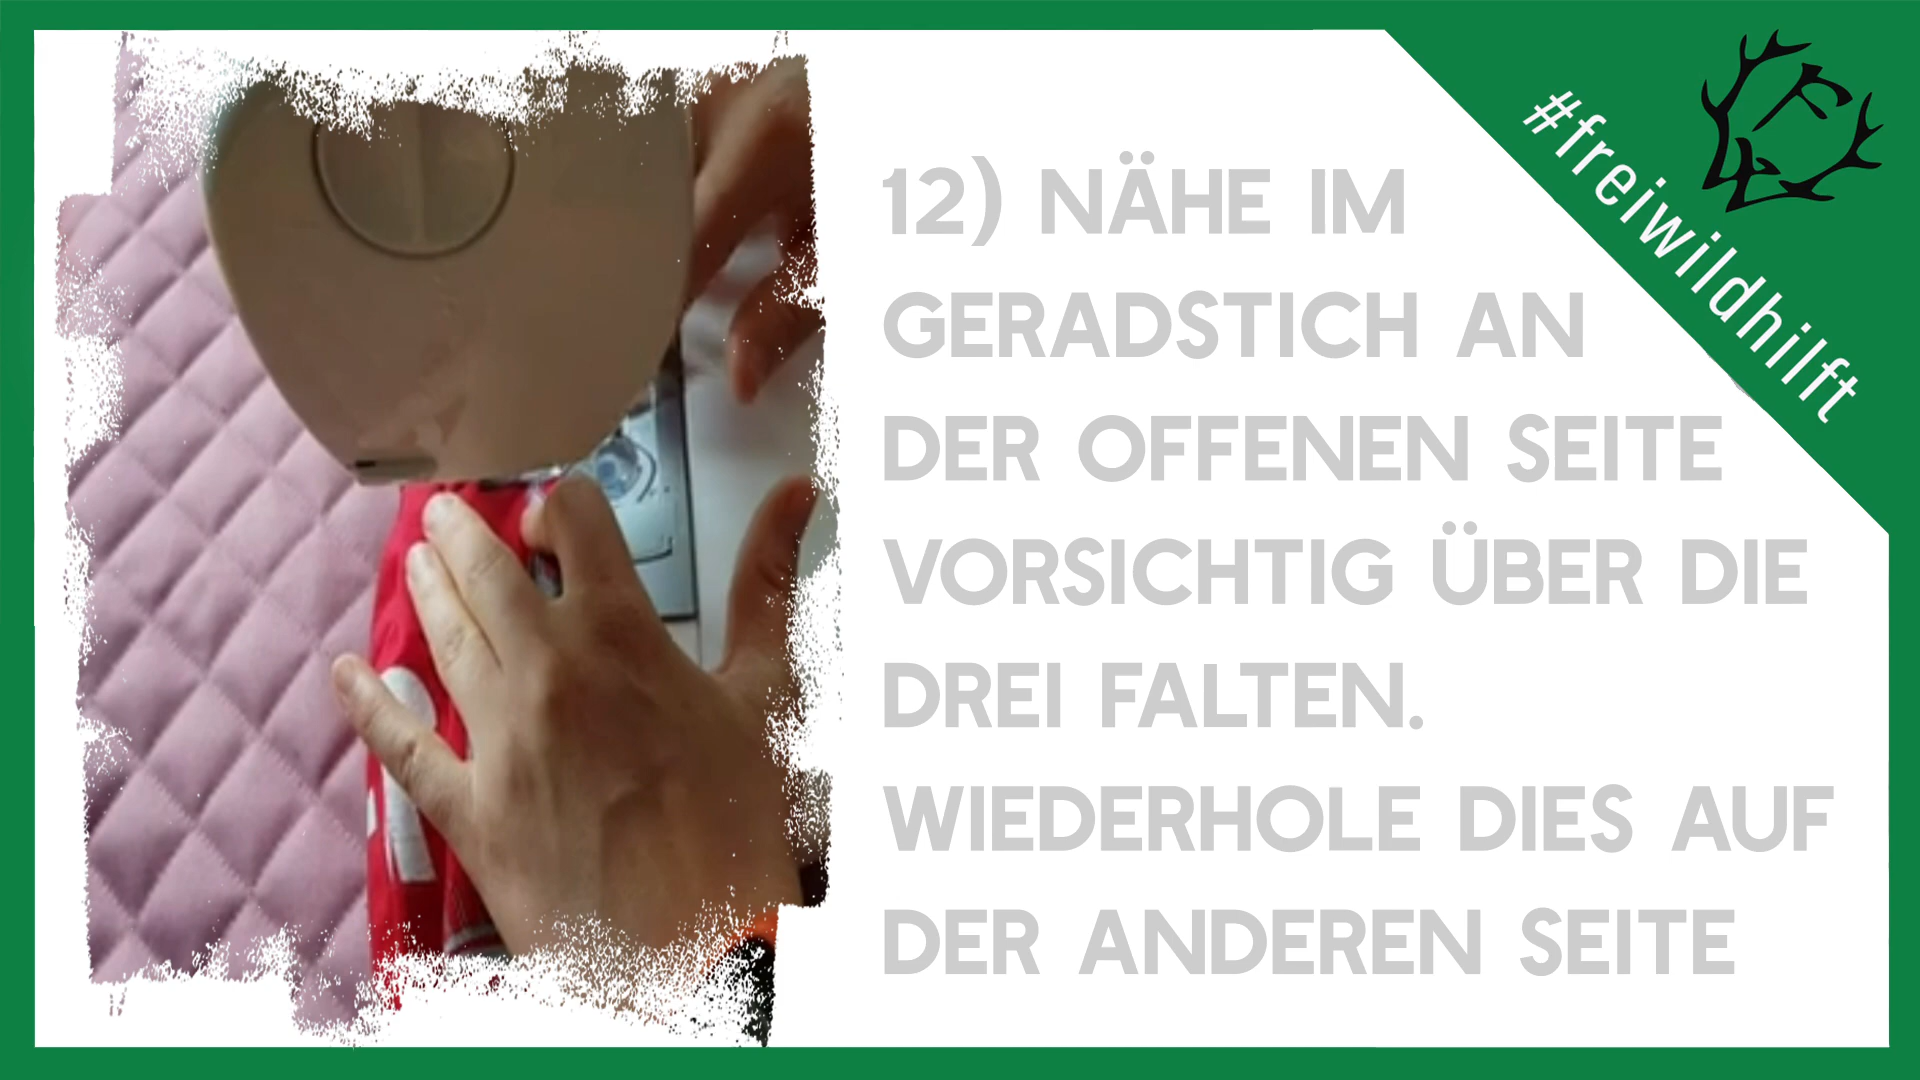 12) NÄHE IM
GERADSTICH AN
DER OFFENEN SEITE
VORSICHTIG ÜBER DIE
DREI FALTEN.
WIEDERHOLE DIES AUF
DER ANDEREN SEITE
#freiwildhilft